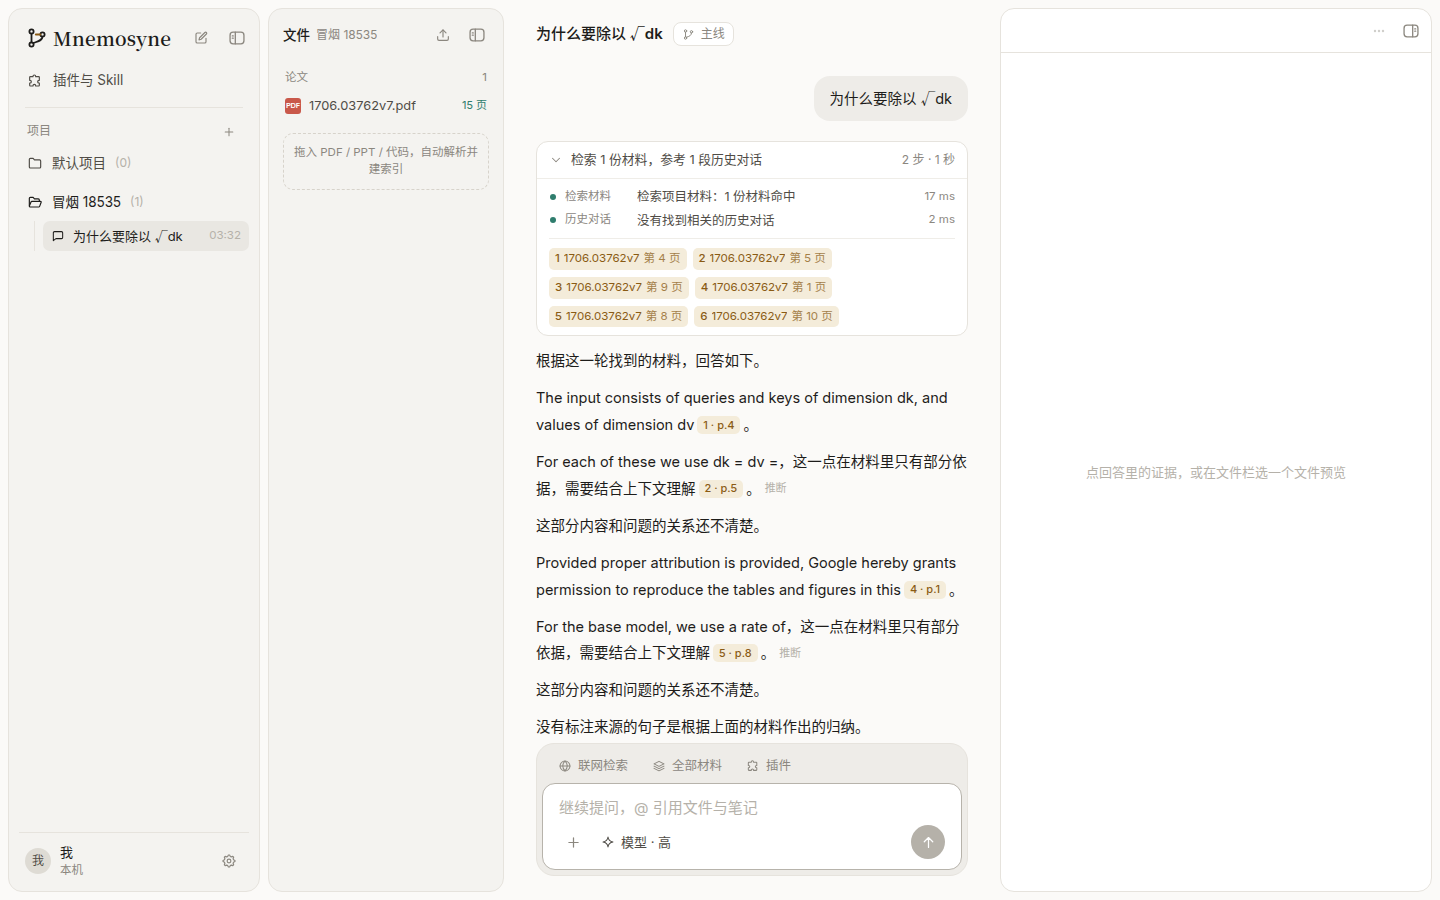 Mnemosyne
插件与 Skill
项目
默认项目 (0)
冒烟 18535 (1)
为什么要除以 √dk 03:32
我
我
本机
文件 冒烟 18535
论文 1
PDF 1706.03762v7.pdf 15 页
拖入 PDF / PPT / 代码，自动解析并
建索引
为什么要除以 √dk 主线
为什么要除以 √dk
检索 1 份材料，参考 1 段历史对话 2 步 · 1 秒
检索材料 检索项目材料：1 份材料命中 17 ms
历史对话 没有找到相关的历史对话 2 ms
1 1706.03762v7 第 4 页 2 1706.03762v7 第 5 页
3 1706.03762v7 第 9 页 4 1706.03762v7 第 1 页
5 1706.03762v7 第 8 页 6 1706.03762v7 第 10 页
根据这一轮找到的材料，回答如下。
The input consists of queries and keys of dimension dk, and
values of dimension dv 1 · p.4 。
For each of these we use dk = dv =，这一点在材料里只有部分依
据，需要结合上下文理解 2 · p.5 。 推断
这部分内容和问题的关系还不清楚。
Provided proper attribution is provided, Google hereby grants
permission to reproduce the tables and figures in this 4 · p.1 。
For the base model, we use a rate of，这一点在材料里只有部分
依据，需要结合上下文理解 5 · p.8 。 推断
这部分内容和问题的关系还不清楚。
没有标注来源的句子是根据上面的材料作出的归纳。
联网检索 全部材料 插件
继续提问，@ 引用文件与笔记
模型 · 高
点回答里的证据，或在文件栏选一个文件预览